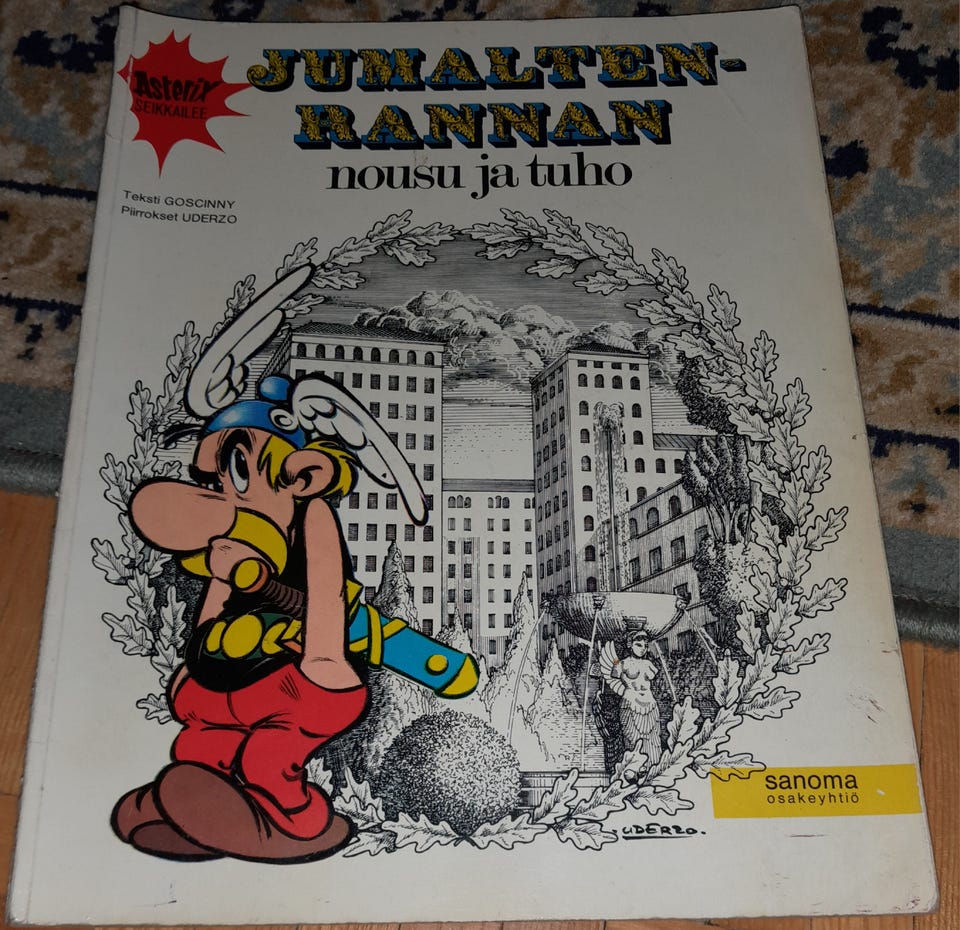 Asterix
SEIKKAILEE
JUMALTEN-
RANNAN
nousu ja tuho
Teksti GOSCINNY
Piirrokset UDERZO
sanoma
osakeyhtiö
UDERZO.